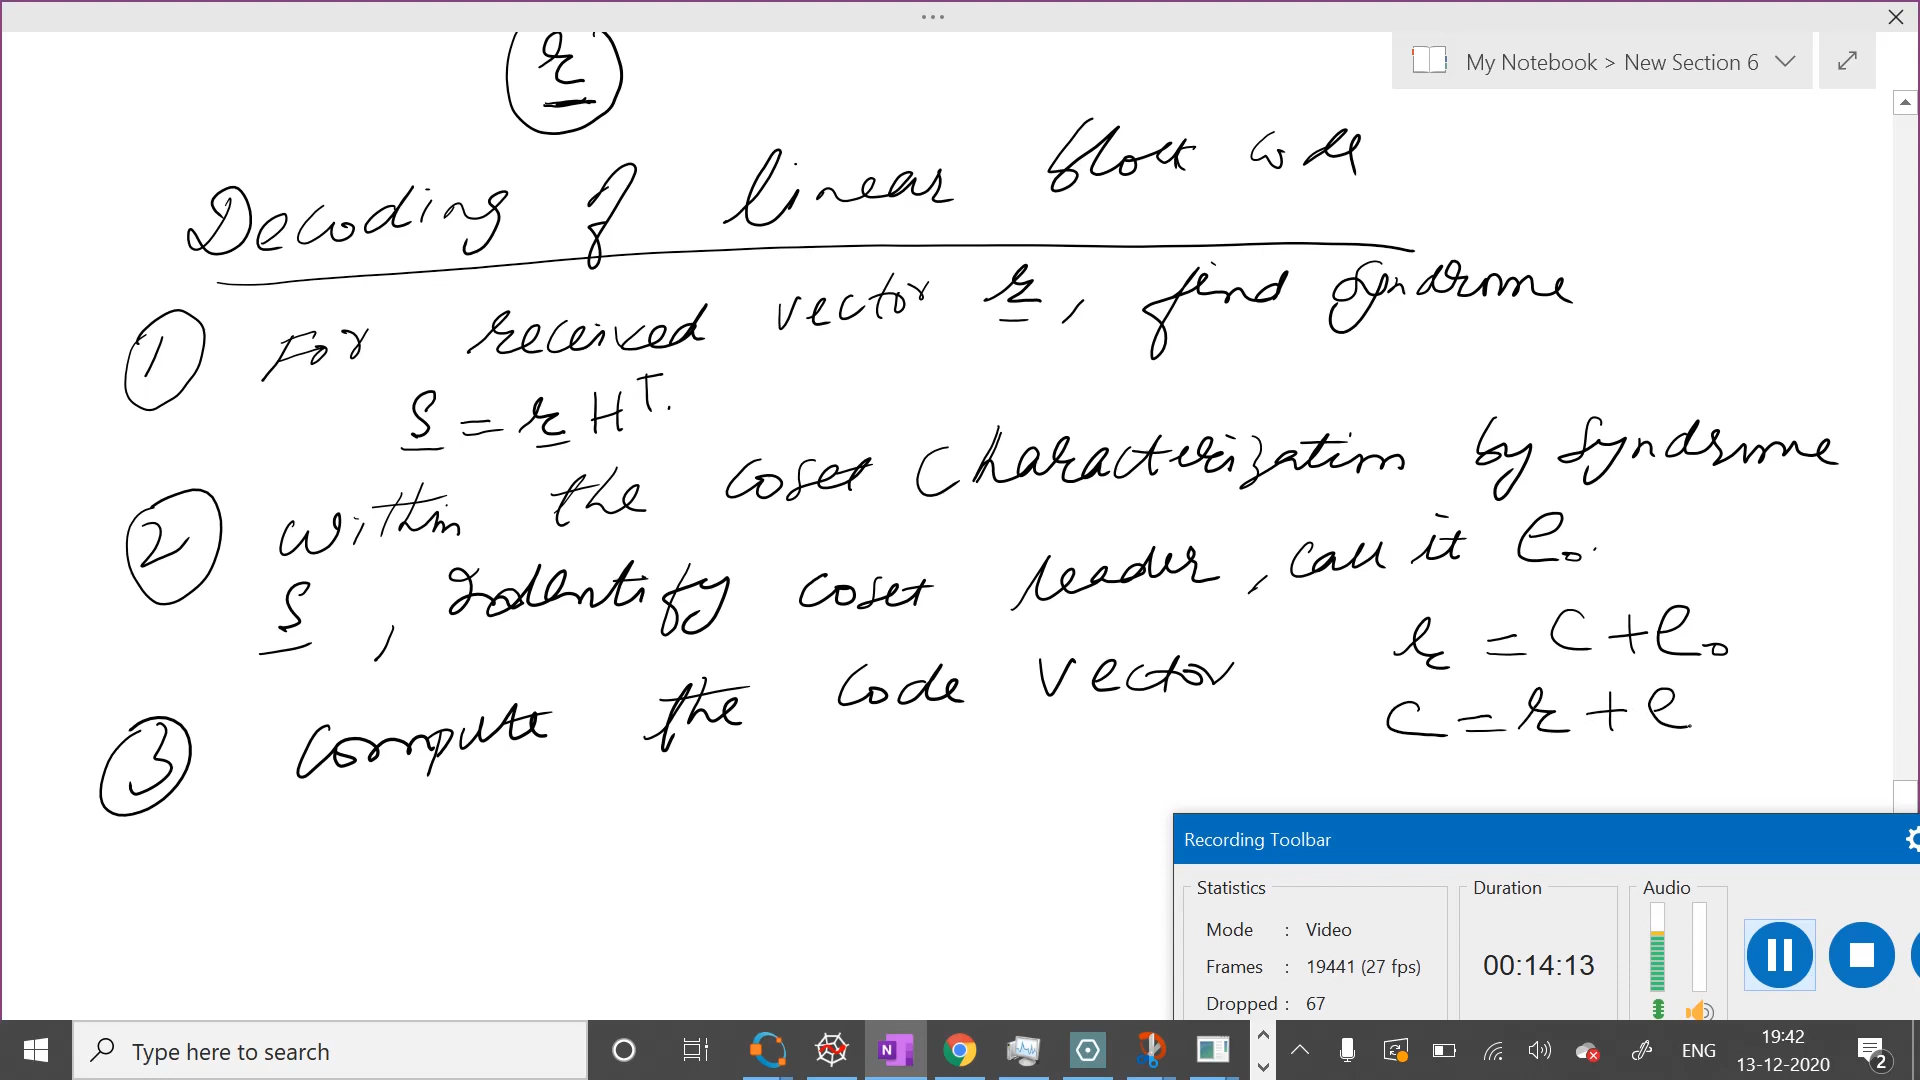 r
My Notebook > New Section 6
Decoding of linear block code
① For received vector r, find Syndrome
S = r H^T.
② Within the coset Characterization by Syndrome
S, Identify coset leader, call it e₀.
r = C + e₀
③ Compute the code vector
C = r + e
Recording Toolbar
Statistics
Duration
Audio
Mode : Video
Frames : 19441 (27 fps)
00:14:13
Dropped : 67
Type here to search
N
ENG
19:42
13-12-2020
2